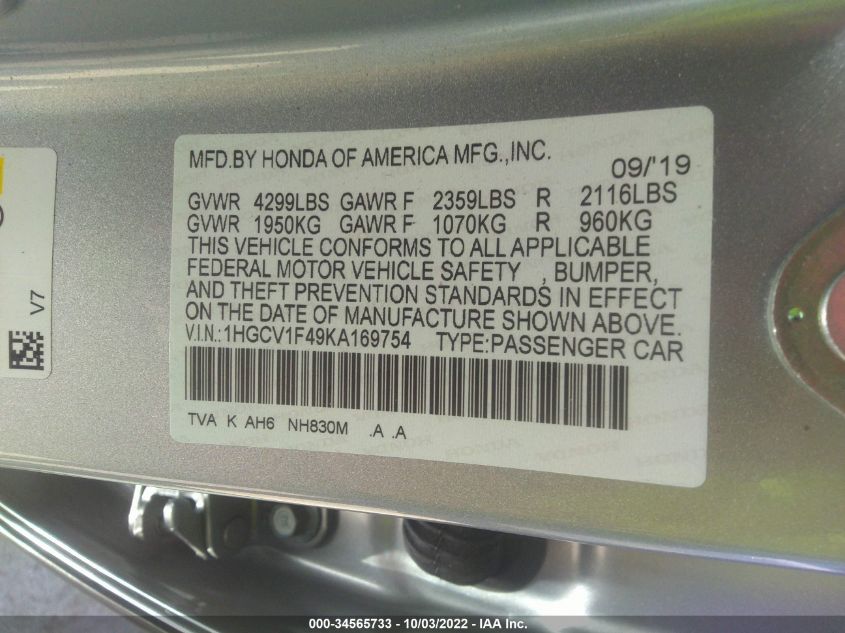 MFD.BY HONDA OF AMERICA MFG.,INC.
09/'19
GVWR 4299LBS GAWR F 2359LBS R 2116LBS
GVWR 1950KG GAWR F 1070KG R 960KG
THIS VEHICLE CONFORMS TO ALL APPLICABLE
FEDERAL MOTOR VEHICLE SAFETY , BUMPER,
AND THEFT PREVENTION STANDARDS IN EFFECT
ON THE DATE OF MANUFACTURE SHOWN ABOVE.
V.I.N.:1HGCV1F49KA169754 TYPE:PASSENGER CAR
TVA K AH6 NH830M .A .A
V7
000-34565733 - 10/03/2022 - IAA Inc.